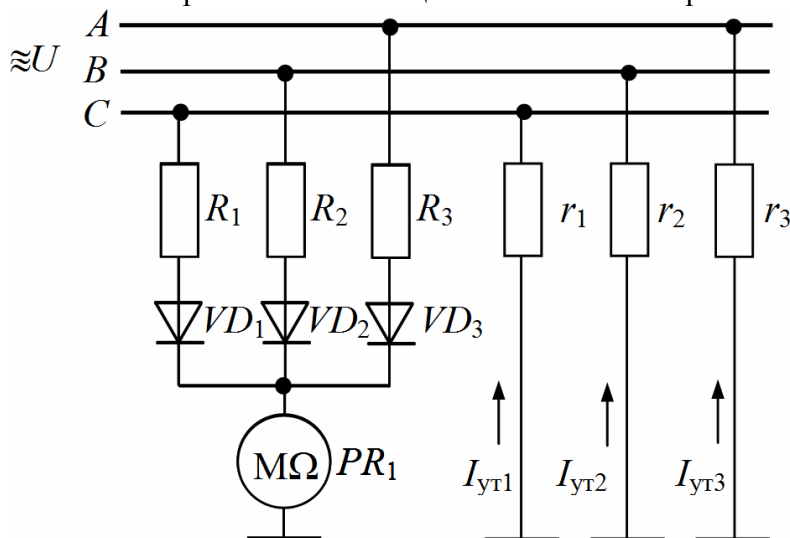 A
≋U B
C
R₁ R₂ R₃ r₁ r₂ r₃
VD₁ VD₂ VD₃
MΩ PR₁
Iут1 Iут2 Iут3